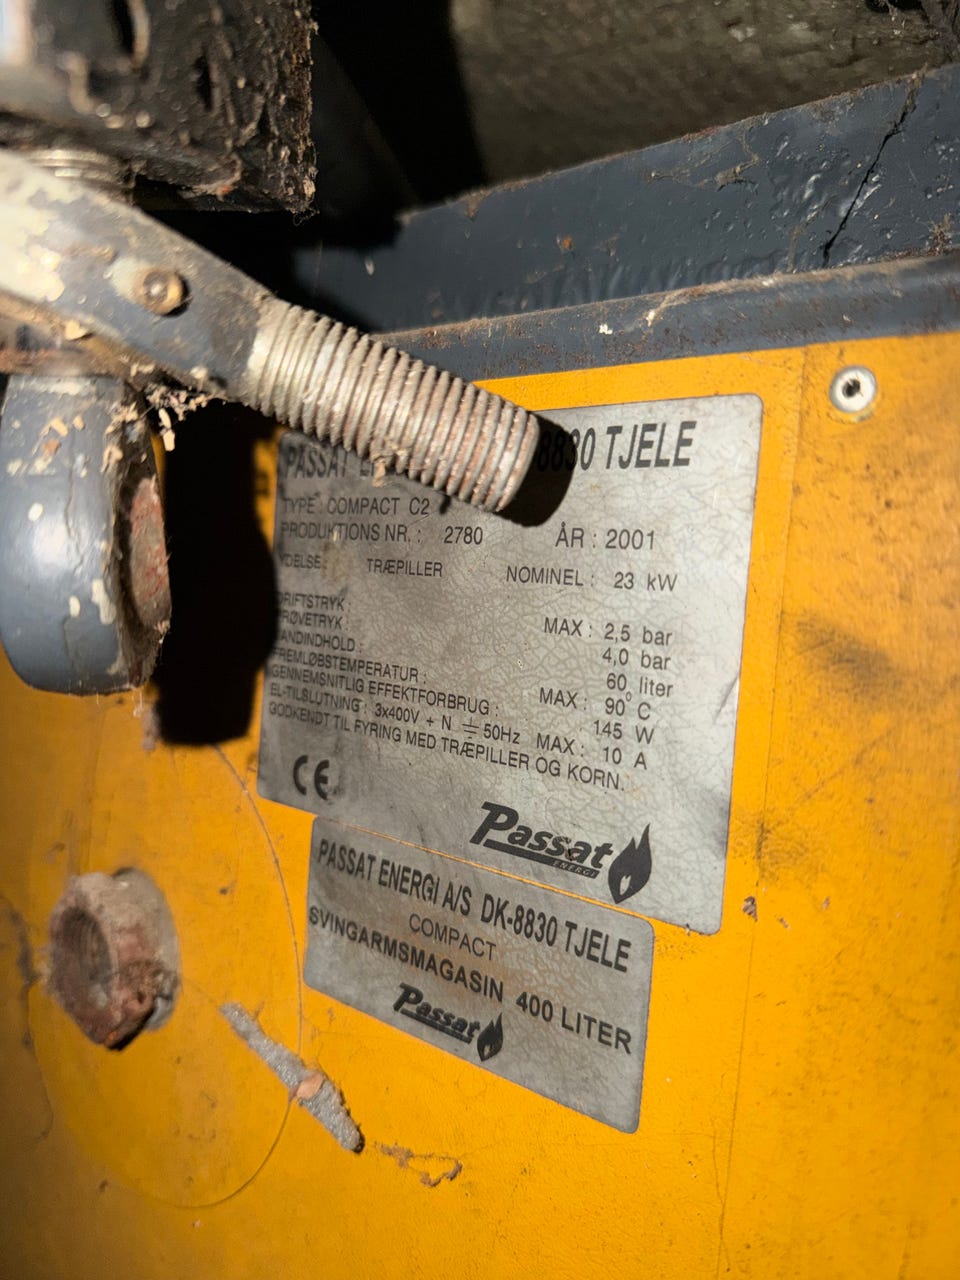 PASSAT 8830 TJELE
TYPE : COMPACT C2
PRODUKTIONS NR. : 2780 ÅR : 2001
YDELSE : TRÆPILLER NOMINEL : 23 kW
DRIFTSTRYK : MAX : 2,5 bar
PRØVETRYK : 4,0 bar
VANDINDHOLD : 60 liter
FREMLØBSTEMPERATUR : MAX : 90° C
GENNEMSNITLIG EFFEKTFORBRUG : 145 W
EL-TILSLUTNING : 3x400V + N ⏚ 50Hz MAX : 10 A
GODKENDT TIL FYRING MED TRÆPILLER OG KORN.
CE
Passat
ENERGI
PASSAT ENERGI A/S DK-8830 TJELE
COMPACT
SVINGARMSMAGASIN 400 LITER
Passat